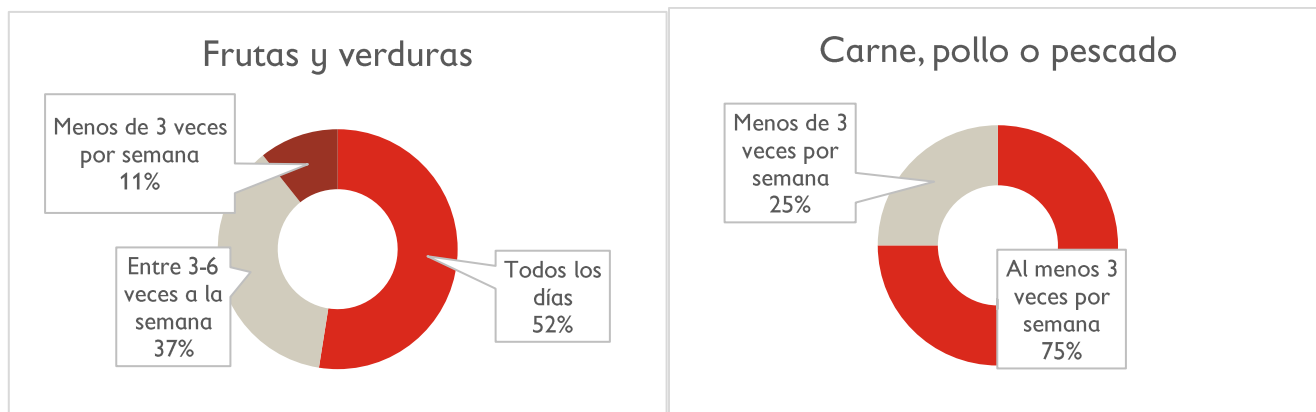 Frutas y verduras
Menos de 3 veces
por semana
11%
Entre 3-6
veces a la
semana
37%
Todos los
días
52%
Carne, pollo o pescado
Menos de 3
veces por
semana
25%
Al menos 3
veces por
semana
75%